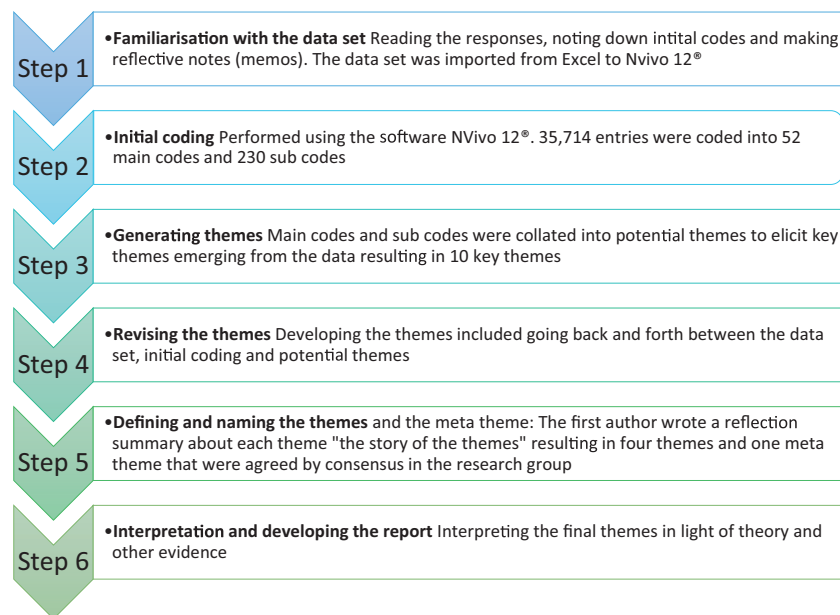 Step 1
•Familiarisation with the data set Reading the responses, noting down intital codes and making
reflective notes (memos). The data set was imported from Excel to Nvivo 12®
Step 2
•Initial coding Performed using the software NVivo 12®. 35,714 entries were coded into 52
main codes and 230 sub codes
Step 3
•Generating themes Main codes and sub codes were collated into potential themes to elicit key
themes emerging from the data resulting in 10 key themes
Step 4
•Revising the themes Developing the themes included going back and forth between the data
set, initial coding and potential themes
Step 5
•Defining and naming the themes and the meta theme: The first author wrote a reflection
summary about each theme "the story of the themes" resulting in four themes and one meta
theme that were agreed by consensus in the research group
Step 6
•Interpretation and developing the report Interpreting the final themes in light of theory and
other evidence